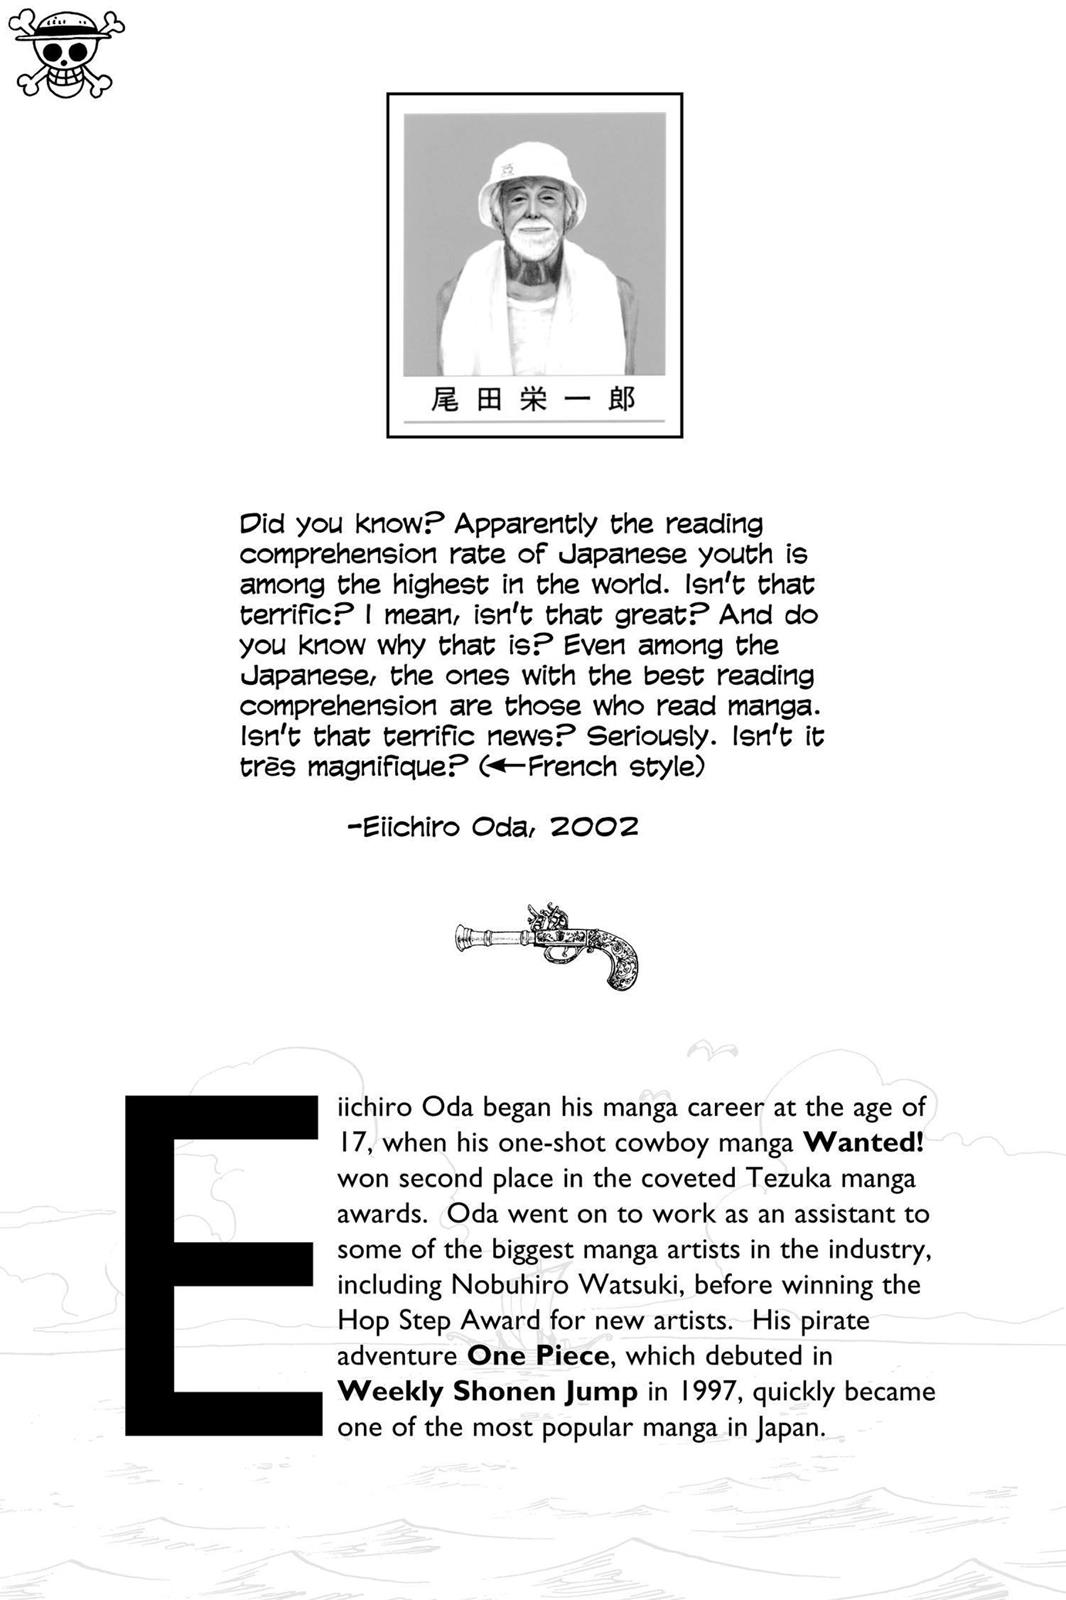 尾田栄一郎
Did you know? Apparently the reading
comprehension rate of Japanese youth is
among the highest in the world. Isn't that
terrific? I mean, isn't that great? And do
you know why that is? Even among the
Japanese, the ones with the best reading
comprehension are those who read manga.
Isn't that terrific news? Seriously. Isn't it
très magnifique? (←French style)
-Eiichiro Oda, 2002
Eiichiro Oda began his manga career at the age of
17, when his one-shot cowboy manga Wanted!
won second place in the coveted Tezuka manga
awards. Oda went on to work as an assistant to
some of the biggest manga artists in the industry,
including Nobuhiro Watsuki, before winning the
Hop Step Award for new artists. His pirate
adventure One Piece, which debuted in
Weekly Shonen Jump in 1997, quickly became
one of the most popular manga in Japan.